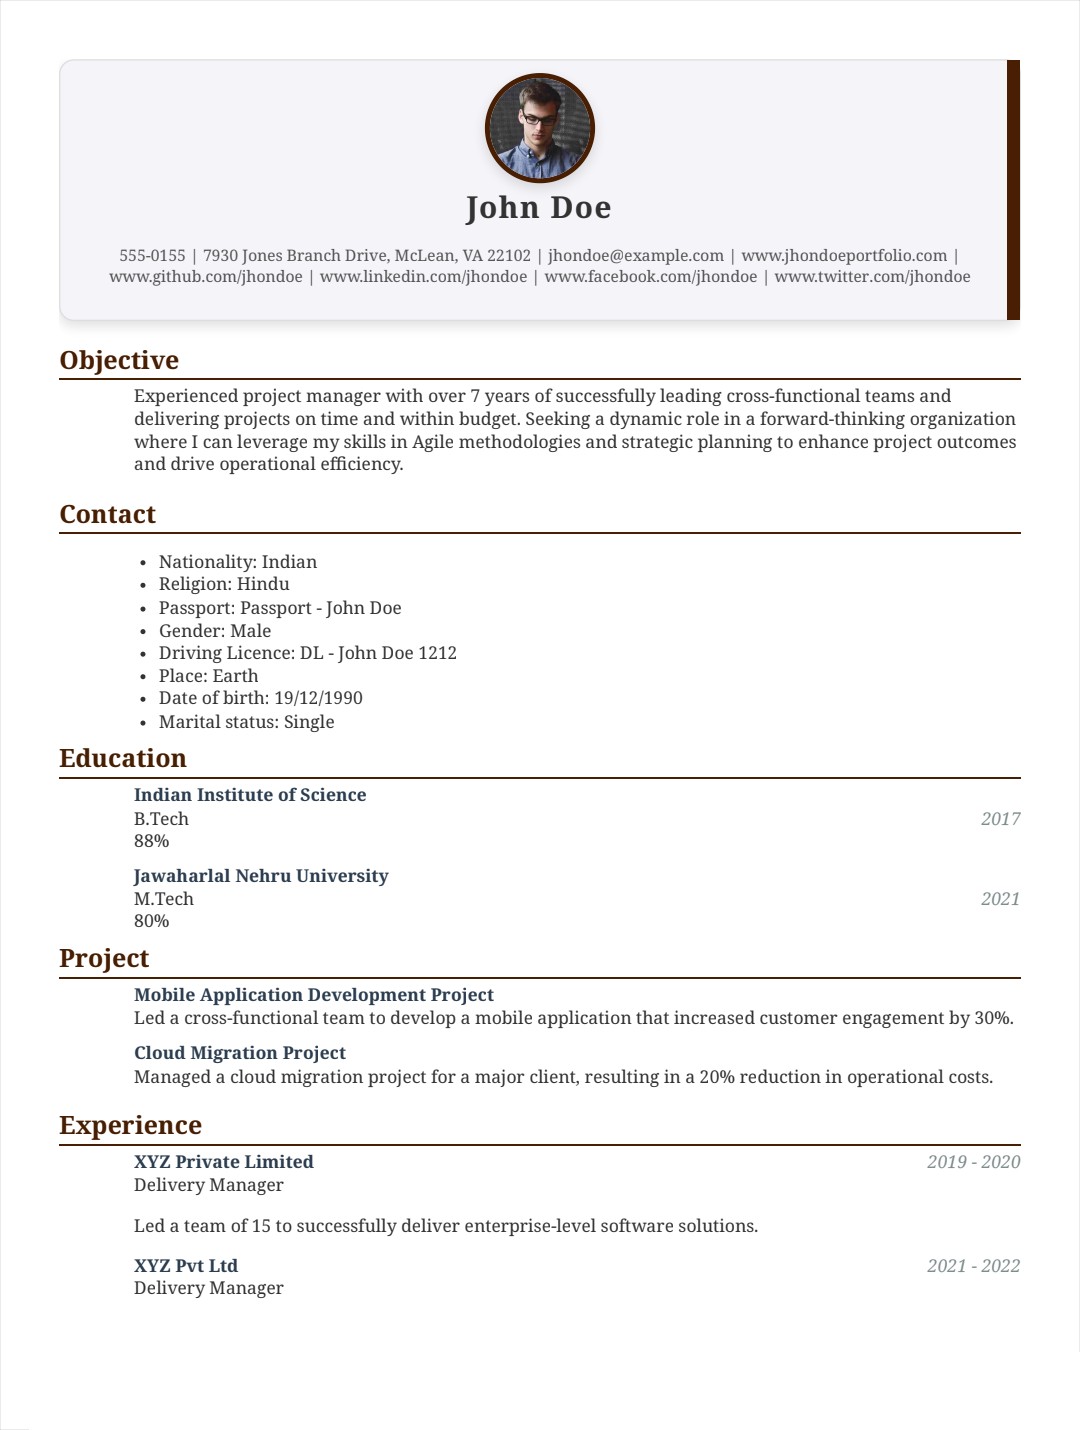 John Doe
555-0155 | 7930 Jones Branch Drive, McLean, VA 22102 | jhondoe@example.com | www.jhondoeportfolio.com |
www.github.com/jhondoe | www.linkedin.com/jhondoe | www.facebook.com/jhondoe | www.twitter.com/jhondoe
Objective
Experienced project manager with over 7 years of successfully leading cross-functional teams and
delivering projects on time and within budget. Seeking a dynamic role in a forward-thinking organization
where I can leverage my skills in Agile methodologies and strategic planning to enhance project outcomes
and drive operational efficiency.
Contact
• Nationality: Indian
• Religion: Hindu
• Passport: Passport - John Doe
• Gender: Male
• Driving Licence: DL - John Doe 1212
• Place: Earth
• Date of birth: 19/12/1990
• Marital status: Single
Education
Indian Institute of Science
B.Tech 2017
88%
Jawaharlal Nehru University
M.Tech 2021
80%
Project
Mobile Application Development Project
Led a cross-functional team to develop a mobile application that increased customer engagement by 30%.
Cloud Migration Project
Managed a cloud migration project for a major client, resulting in a 20% reduction in operational costs.
Experience
XYZ Private Limited 2019 - 2020
Delivery Manager
Led a team of 15 to successfully deliver enterprise-level software solutions.
XYZ Pvt Ltd 2021 - 2022
Delivery Manager